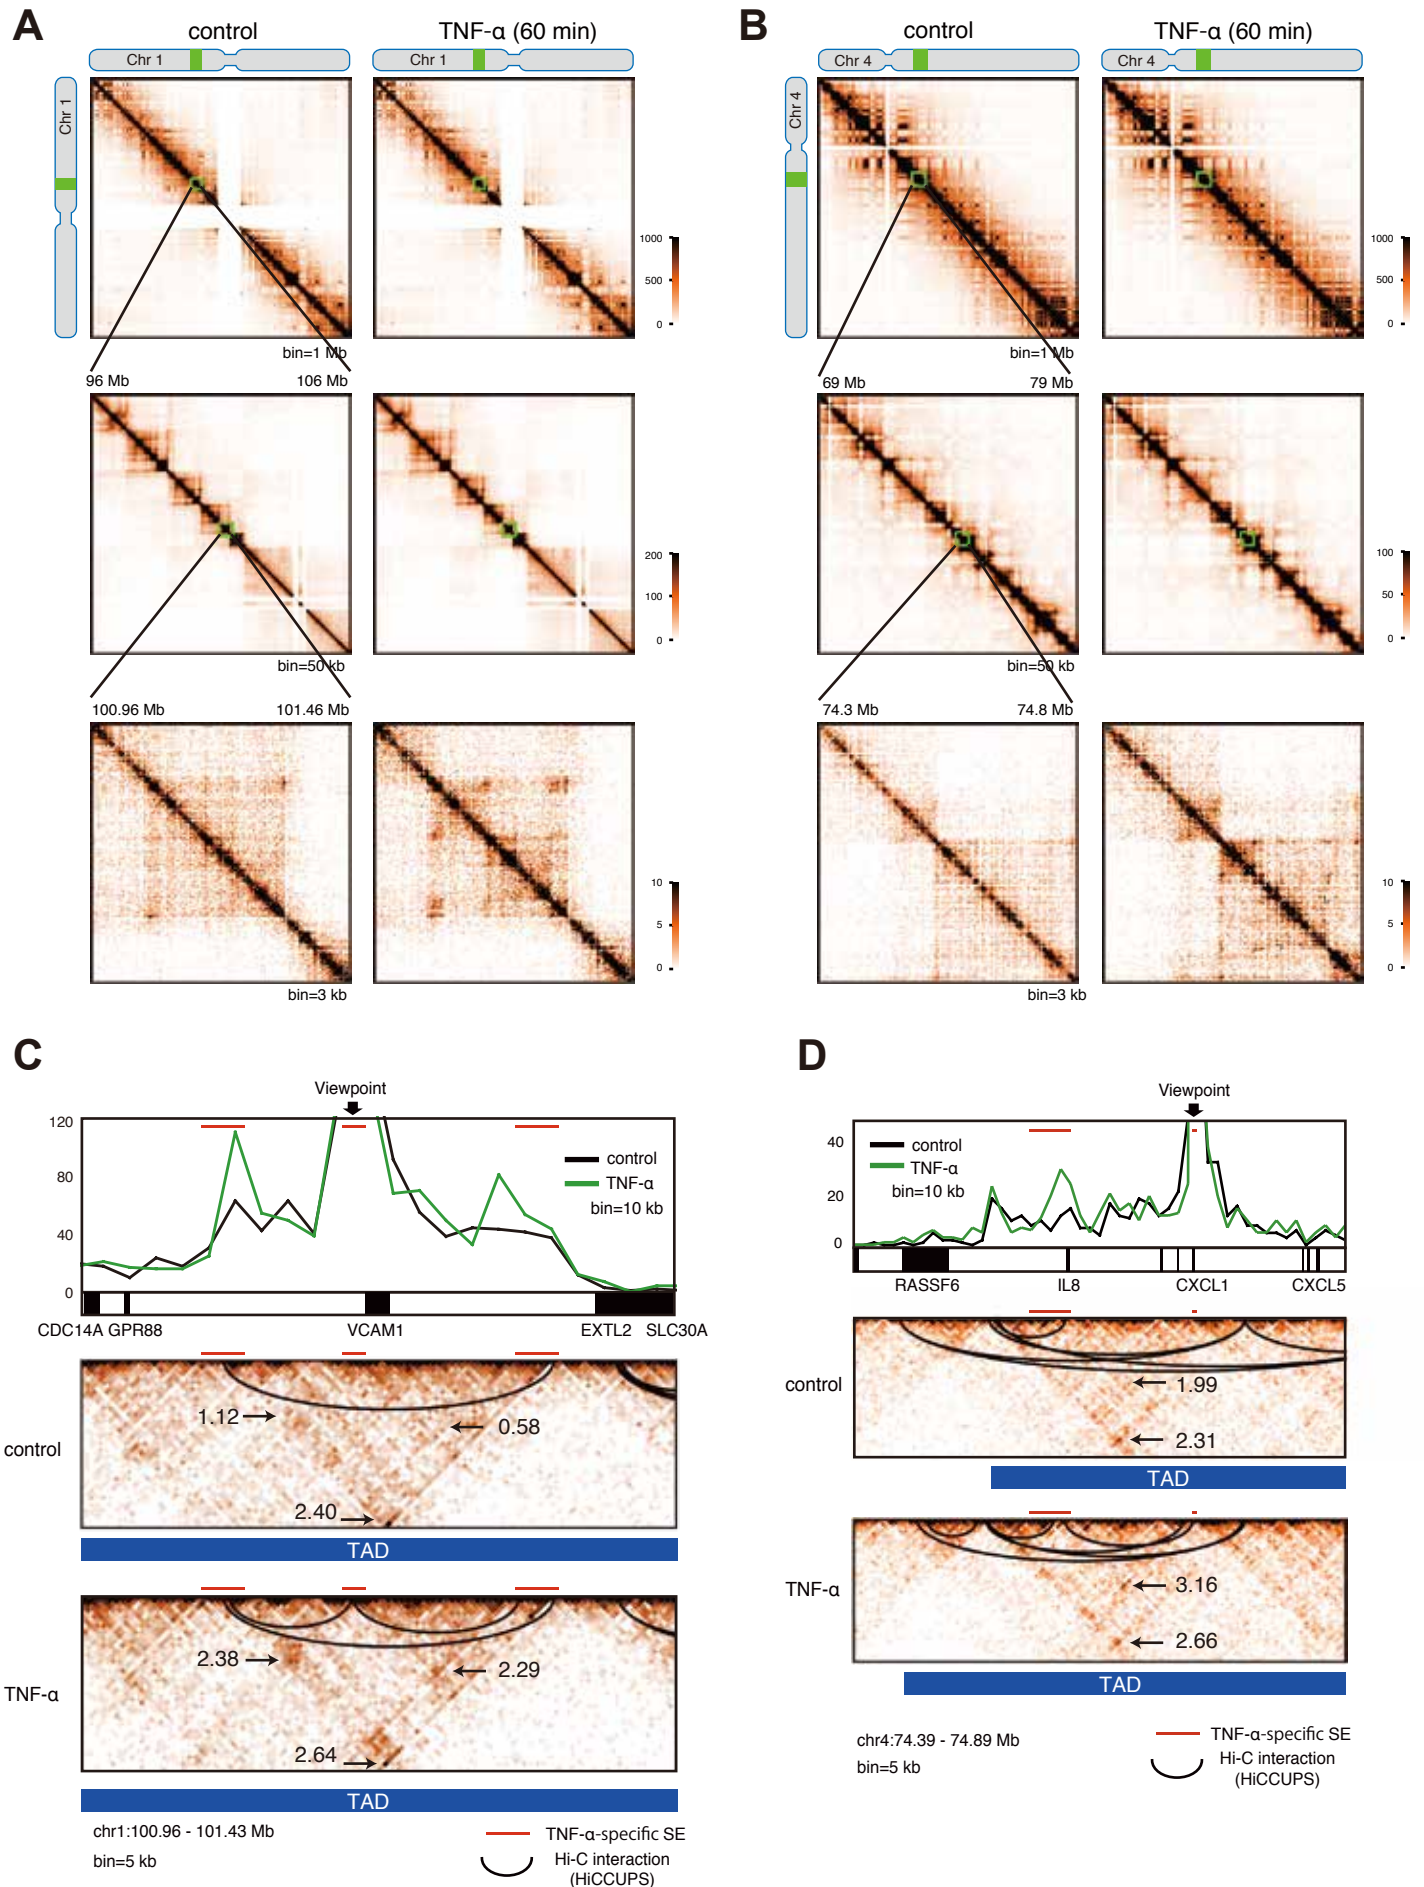 A
control
TNF-α (60 min)
Chr 1
Chr 1
Chr 1
1000
500
0
bin=1 Mb
96 Mb
106 Mb
200
100
0
bin=50 kb
100.96 Mb
101.46 Mb
10
5
0
bin=3 kb
B
control
TNF-α (60 min)
Chr 4
Chr 4
Chr 4
1000
500
0
bin=1 Mb
69 Mb
79 Mb
100
50
0
bin=50 kb
74.3 Mb
74.8 Mb
10
5
0
bin=3 kb
C
Viewpoint
120
80
40
0
control
TNF-α
bin=10 kb
CDC14A GPR88
VCAM1
EXTL2
SLC30A
control
1.12
0.58
2.40
TAD
TNF-α
2.38
2.29
2.64
TAD
chr1:100.96 - 101.43 Mb
bin=5 kb
TNF-α-specific SE
Hi-C interaction
(HiCCUPS)
D
Viewpoint
40
20
0
control
TNF-α
bin=10 kb
RASSF6
IL8
CXCL1
CXCL5
control
1.99
2.31
TAD
TNF-α
3.16
2.66
TAD
chr4:74.39 - 74.89 Mb
bin=5 kb
TNF-α-specific SE
Hi-C interaction
(HiCCUPS)